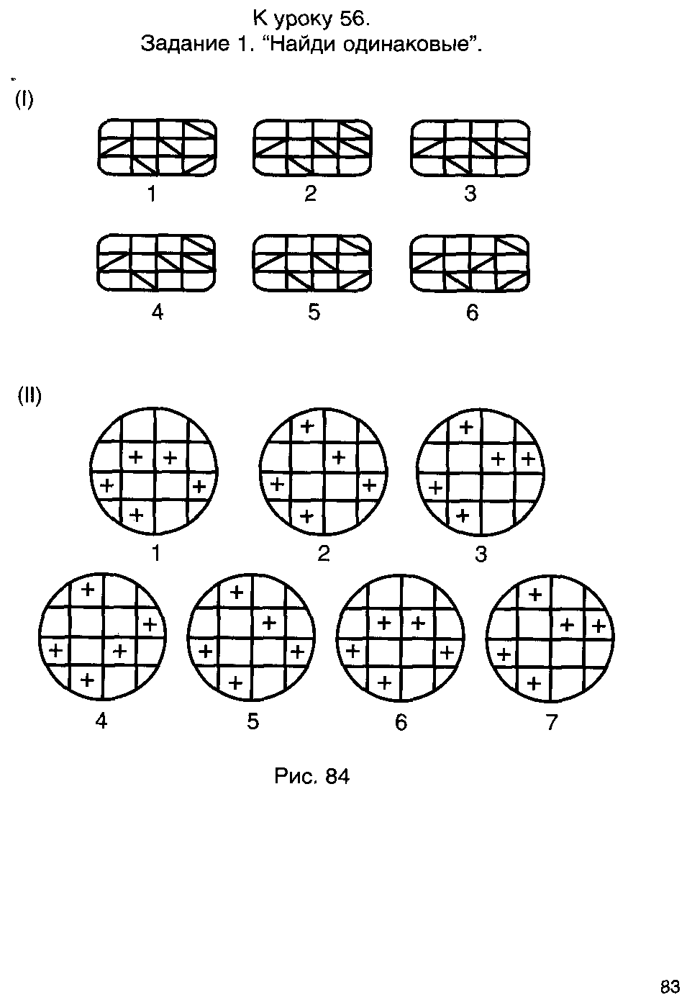 К уроку 56.
Задание 1. “Найди одинаковые”.
(I)
1 2 3
4 5 6
(II)
1 2 3
4 5 6 7
Рис. 84
83